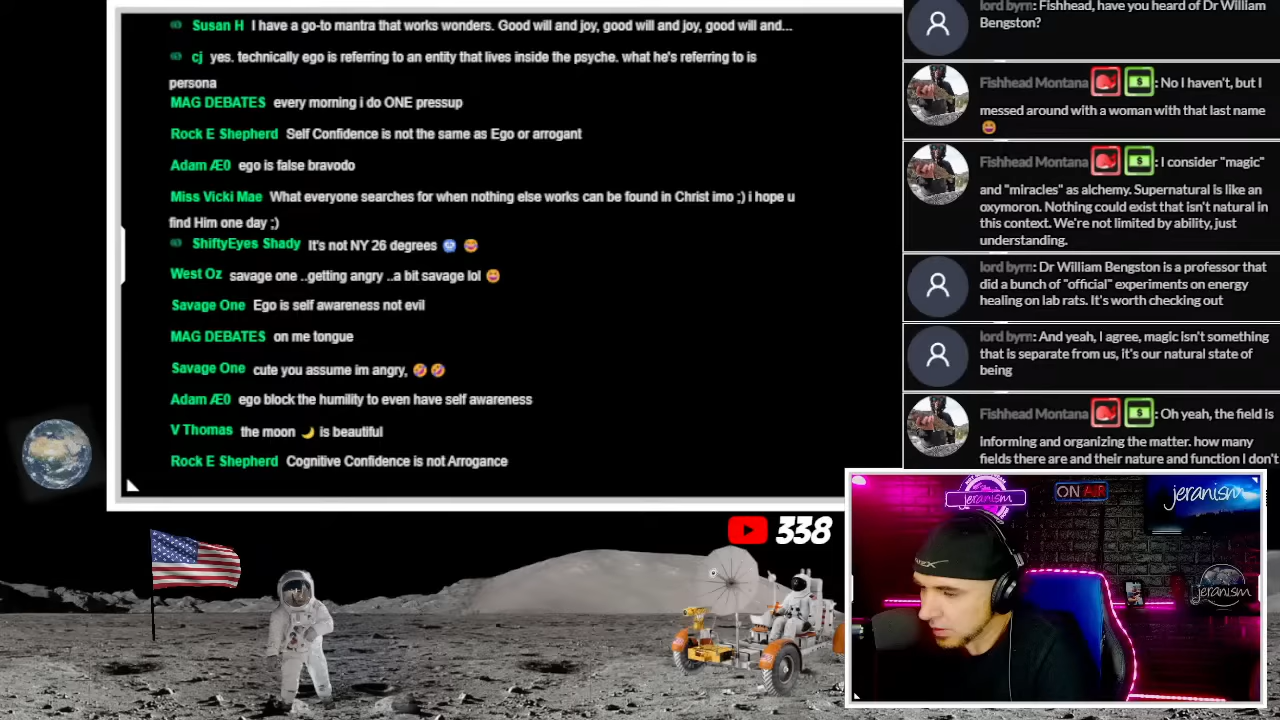 Susan H I have a go-to mantra that works wonders. Good will and joy, good will and joy, good will and...
cj yes. technically ego is referring to an entity that lives inside the psyche. what he's referring to is
persona
MAG DEBATES every morning i do ONE pressup
Rock E Shepherd Self Confidence is not the same as Ego or arrogant
Adam Æ0 ego is false bravodo
Miss Vicki Mae What everyone searches for when nothing else works can be found in Christ imo ;) i hope u
find Him one day ;)
ShiftyEyes Shady It's not NY 26 degrees 🥶 😆
West Oz savage one ..getting angry ..a bit savage lol 😆
Savage One Ego is self awareness not evil
MAG DEBATES on me tongue
Savage One cute you assume im angry, 🤣🤣
Adam Æ0 ego block the humility to even have self awareness
V Thomas the moon 🌙 is beautiful
Rock E Shepherd Cognitive Confidence is not Arrogance
lord byrn: Fishhead, have you heard of Dr William
Bengston?
Fishhead Montana : No I haven't, but I
messed around with a woman with that last name
😆
Fishhead Montana : I consider "magic"
and "miracles" as alchemy. Supernatural is like an
oxymoron. Nothing could exist that isn't natural in
this context. We're not limited by ability, just
understanding.
lord byrn: Dr William Bengston is a professor that
did a bunch of "official" experiments on energy
healing on lab rats. It's worth checking out
lord byrn: And yeah, I agree, magic isn't something
that is separate from us, it's our natural state of
being
Fishhead Montana : Oh yeah, the field is
informing and organizing the matter. how many
fields there are and their nature and function I don't
338
jeranism
ON AIR
jeranism
jeranism